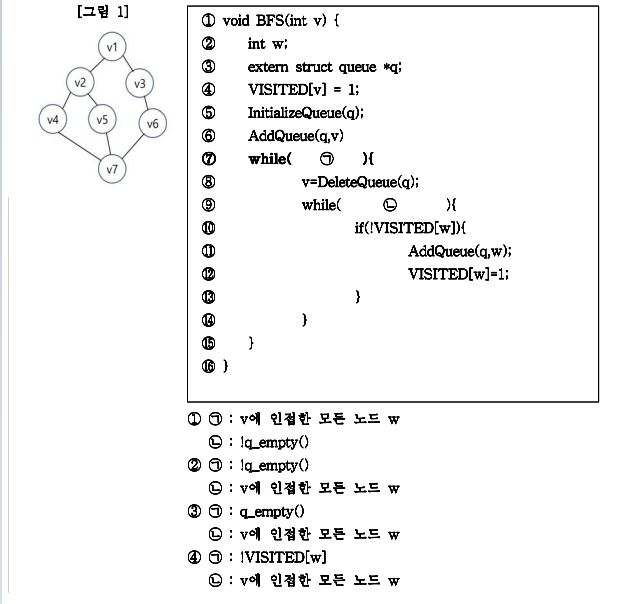 [그림 1]
v1
v2
v3
v4
v5
v6
v7
① void BFS(int v) {
② int w;
③ extern struct queue *q;
④ VISITED[v] = 1;
⑤ InitializeQueue(q);
⑥ AddQueue(q,v)
⑦ while( ㉠ ){
⑧ v=DeleteQueue(q);
⑨ while( ㉡ ){
⑩ if(!VISITED[w]){
⑪ AddQueue(q,w);
⑫ VISITED[w]=1;
⑬ }
⑭ }
⑮ }
⑯ }
① ㉠ : v에 인접한 모든 노드 w
㉡ : !q_empty()
② ㉠ : !q_empty()
㉡ : v에 인접한 모든 노드 w
③ ㉠ : q_empty()
㉡ : v에 인접한 모든 노드 w
④ ㉠ : !VISITED[w]
㉡ : v에 인접한 모든 노드 w